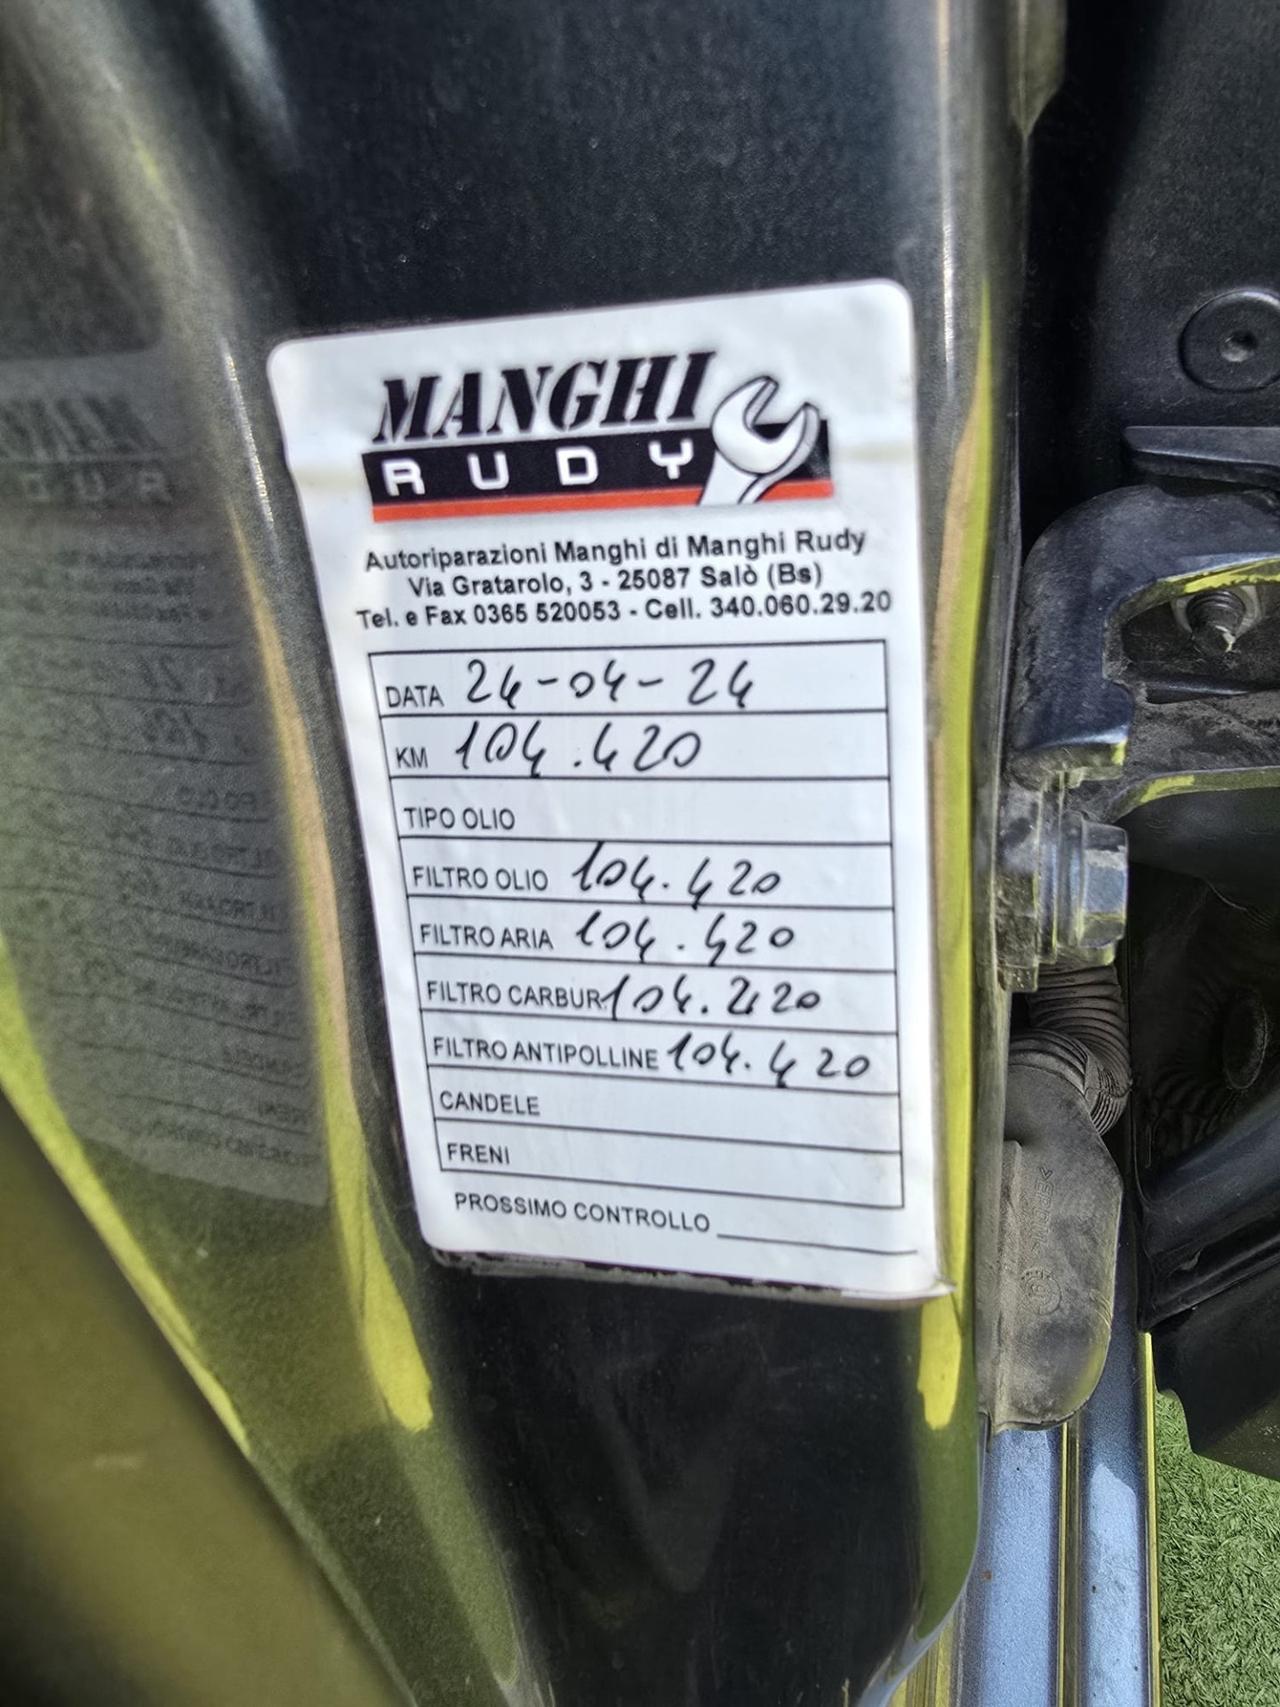 MANGHI
RUDY
Autoriparazioni Manghi di Manghi Rudy
Via Gratarolo, 3 - 25087 Salò (Bs)
Tel. e Fax 0365 520053 - Cell. 340.060.29.20
DATA 24-04-24
KM 104.420
TIPO OLIO
FILTRO OLIO 104.420
FILTRO ARIA 104.420
FILTRO CARBUR 104.420
FILTRO ANTIPOLLINE 104.420
CANDELE
FRENI
PROSSIMO CONTROLLO